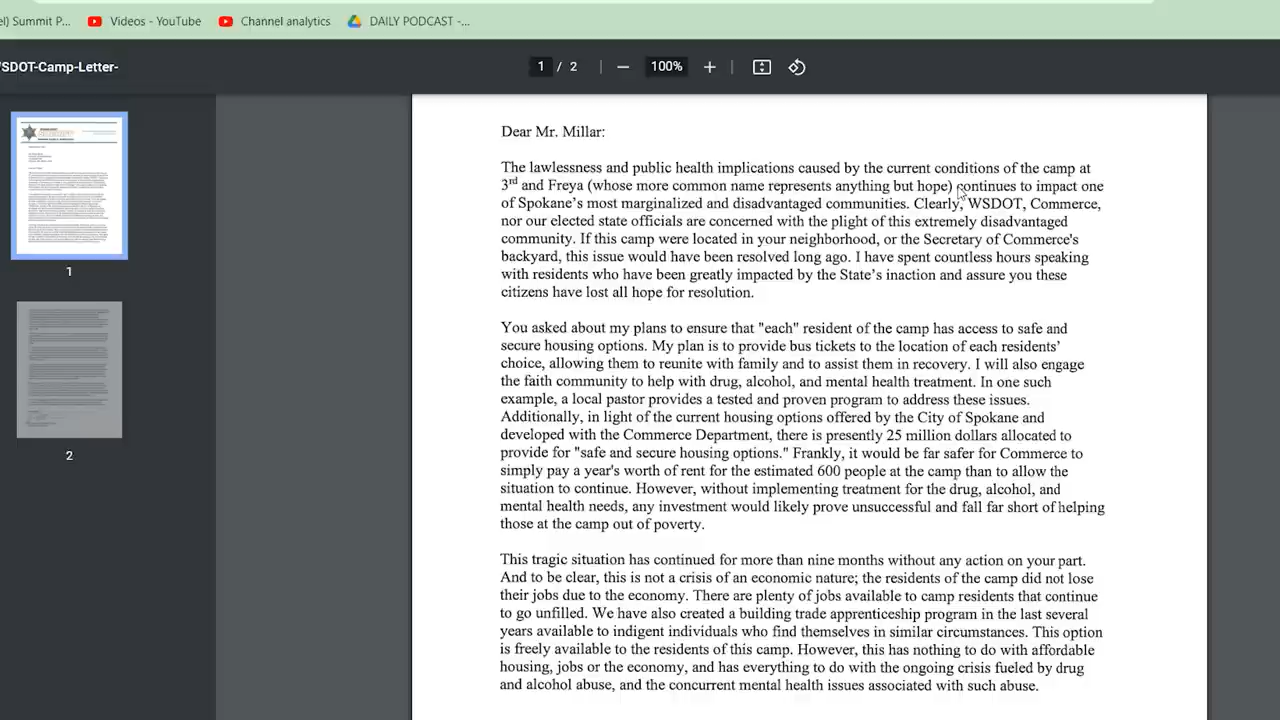 el) Summit P... Videos - YouTube Channel analytics DAILY PODCAST -...
SDOT-Camp-Letter- 1 / 2 100%
1
2
Dear Mr. Millar:
The lawlessness and public health implications caused by the current conditions of the camp at
3rd and Freya (whose more common name represents anything but hope) continues to impact one
of Spokane's most marginalized and disadvantaged communities. Clearly, WSDOT, Commerce,
nor our elected state officials are concerned with the plight of this extremely disadvantaged
community. If this camp were located in your neighborhood, or the Secretary of Commerce's
backyard, this issue would have been resolved long ago. I have spent countless hours speaking
with residents who have been greatly impacted by the State's inaction and assure you these
citizens have lost all hope for resolution.
You asked about my plans to ensure that "each" resident of the camp has access to safe and
secure housing options. My plan is to provide bus tickets to the location of each residents'
choice, allowing them to reunite with family and to assist them in recovery. I will also engage
the faith community to help with drug, alcohol, and mental health treatment. In one such
example, a local pastor provides a tested and proven program to address these issues.
Additionally, in light of the current housing options offered by the City of Spokane and
developed with the Commerce Department, there is presently 25 million dollars allocated to
provide for "safe and secure housing options." Frankly, it would be far safer for Commerce to
simply pay a year's worth of rent for the estimated 600 people at the camp than to allow the
situation to continue. However, without implementing treatment for the drug, alcohol, and
mental health needs, any investment would likely prove unsuccessful and fall far short of helping
those at the camp out of poverty.
This tragic situation has continued for more than nine months without any action on your part.
And to be clear, this is not a crisis of an economic nature; the residents of the camp did not lose
their jobs due to the economy. There are plenty of jobs available to camp residents that continue
to go unfilled. We have also created a building trade apprenticeship program in the last several
years available to indigent individuals who find themselves in similar circumstances. This option
is freely available to the residents of this camp. However, this has nothing to do with affordable
housing, jobs or the economy, and has everything to do with the ongoing crisis fueled by drug
and alcohol abuse, and the concurrent mental health issues associated with such abuse.